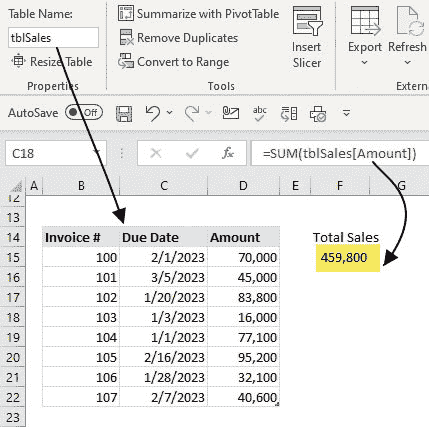 Table Name:
tblSales
Resize Table
Properties
Summarize with PivotTable
Remove Duplicates
Convert to Range
Tools
Insert
Slicer
Export
Refresh
Extern
AutoSave Off
C18 fx =SUM(tblSales[Amount])
A B C D E F G
12
13
14 Invoice # Due Date Amount Total Sales
15 100 2/1/2023 70,000 459,800
16 101 3/5/2023 45,000
17 102 1/20/2023 83,800
18 103 1/3/2023 16,000
19 104 1/1/2023 77,100
20 105 2/16/2023 95,200
21 106 1/28/2023 32,100
22 107 2/7/2023 40,600
23